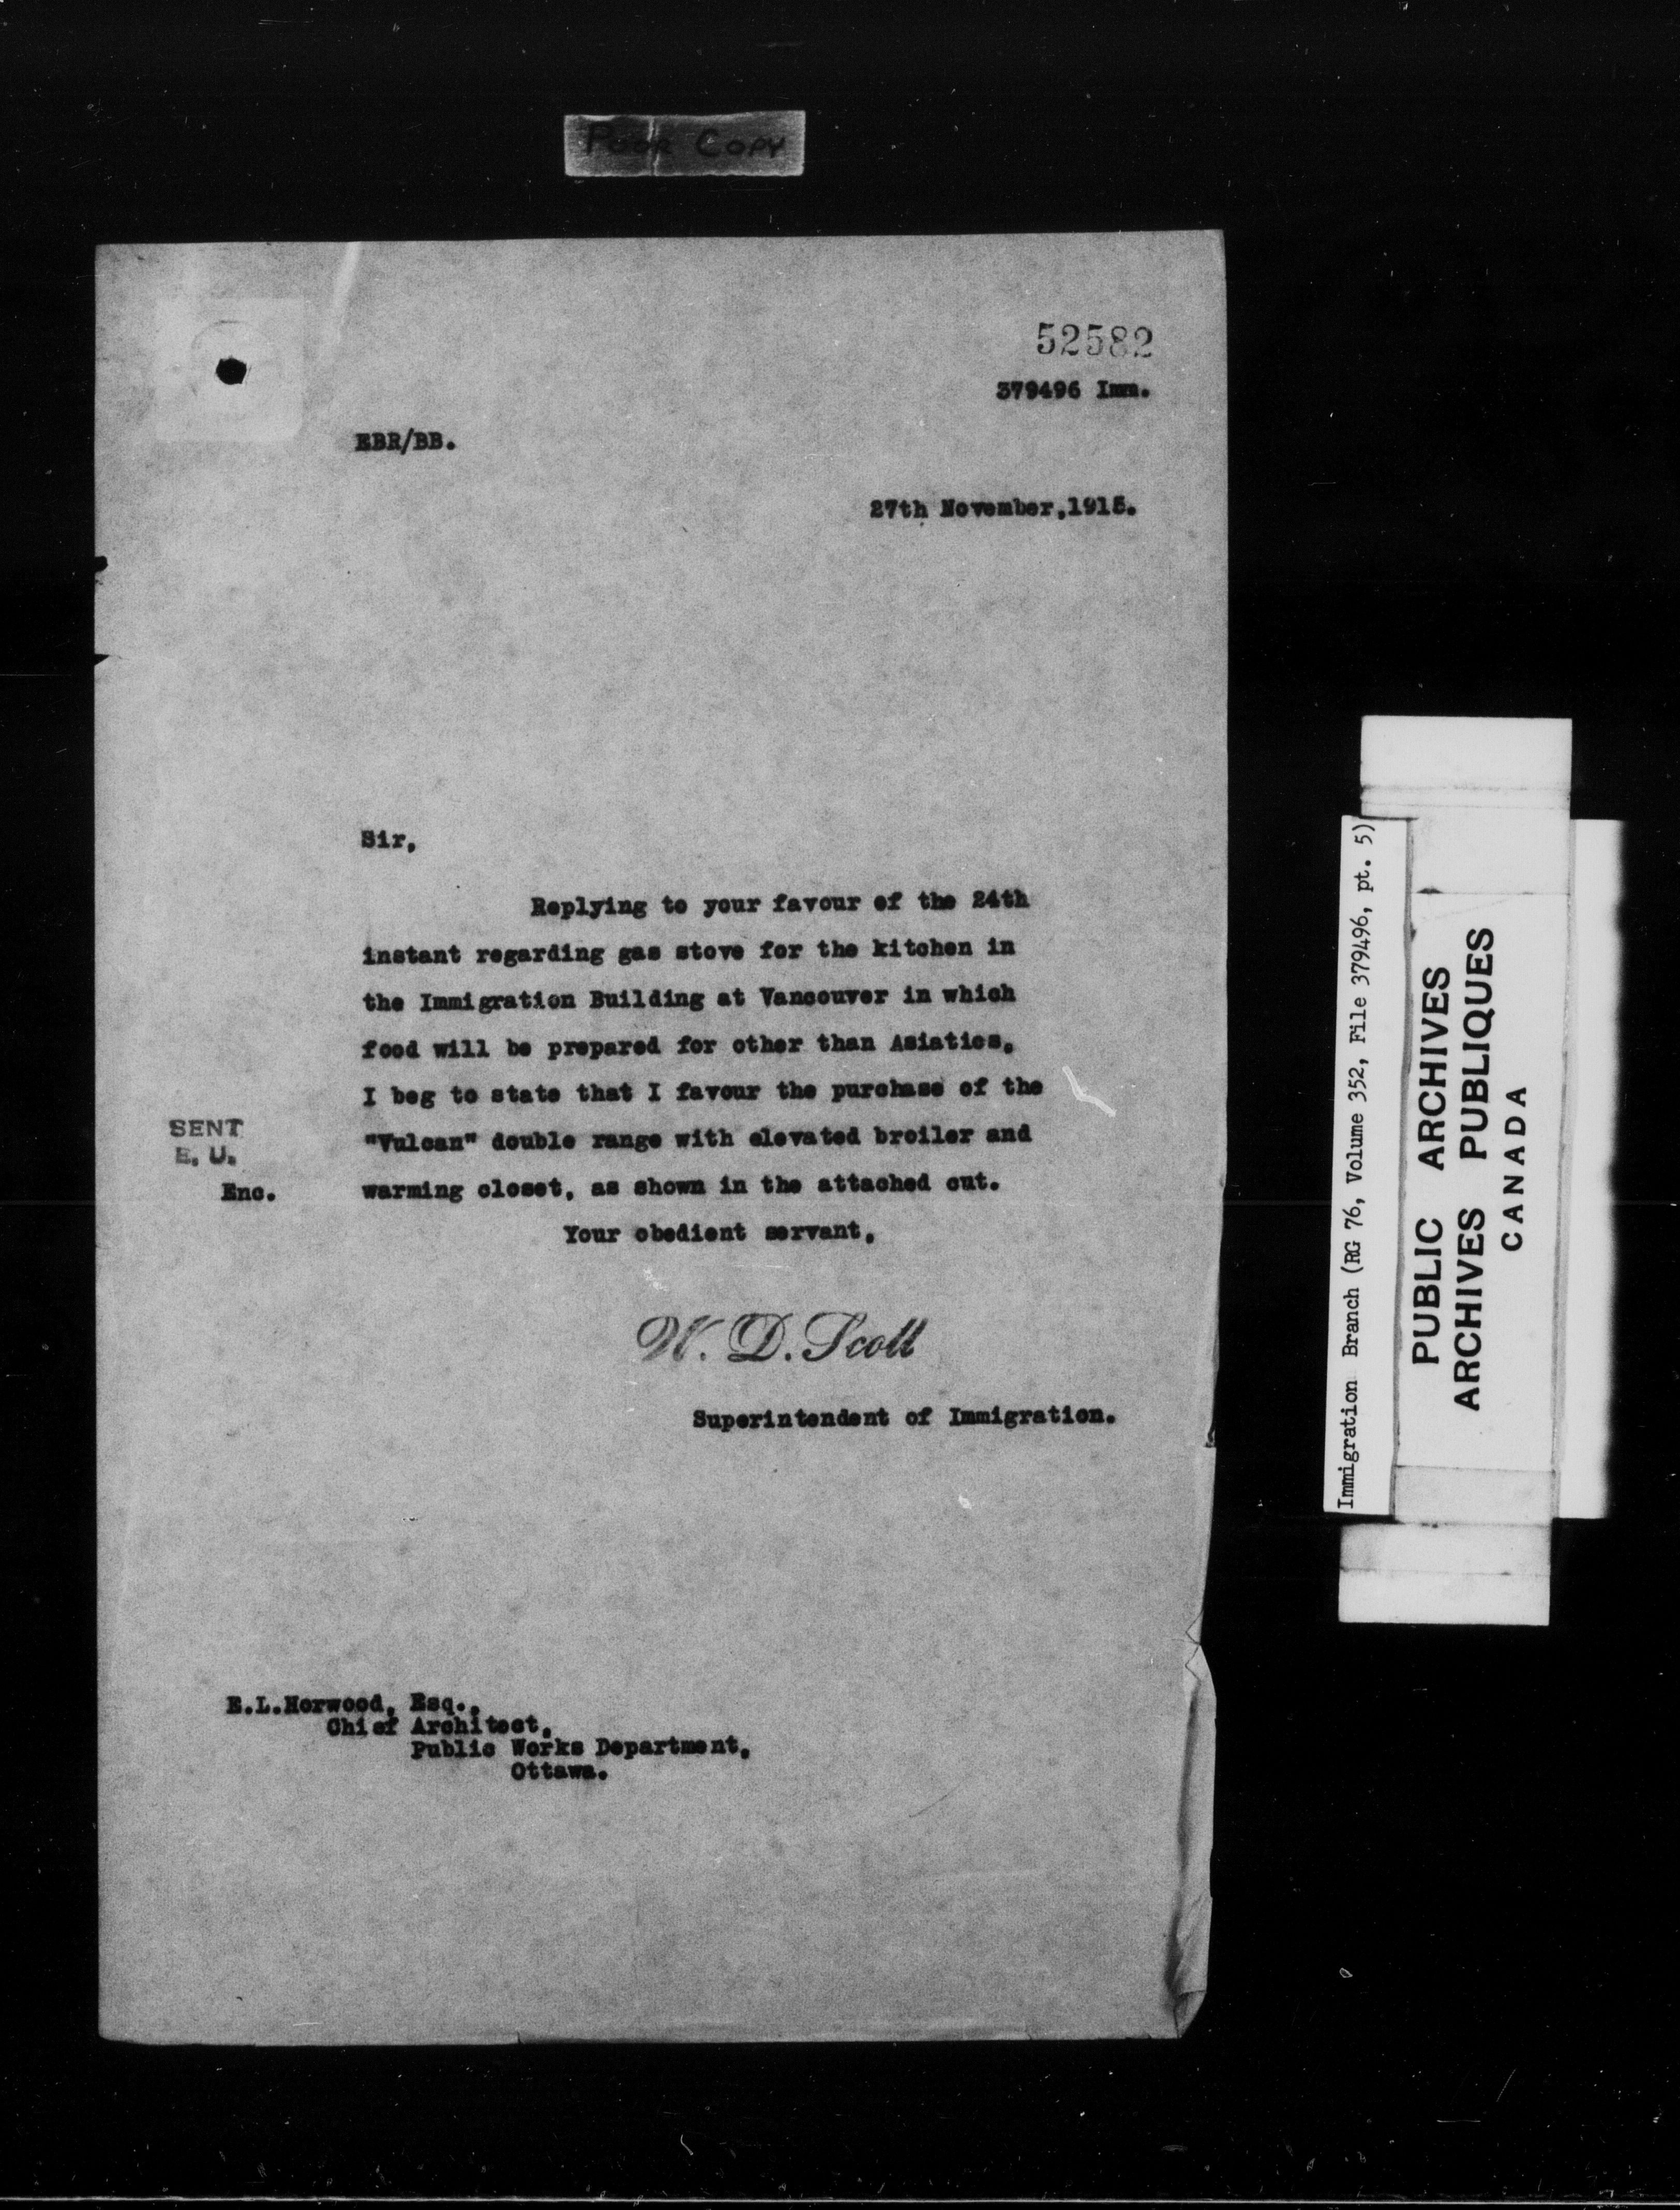 POOR COPY
52582
379496 Imm.
EBR/BB.
27th November,1915.
Sir,
Replying to your favour of the 24th
instant regarding gas stove for the kitchen in
the Immigration Building at Vancouver in which
food will be prepared for other than Asiatics,
I beg to state that I favour the purchase of the
"Vulcan" double range with elevated broiler and
warming closet, as shown in the attached cut.
SENT
E. U.
Enc.
Your obedient servant,
W. D. Scott
Superintendent of Immigration.
E.L.Horwood, Esq.,
Chief Architect,
Public Works Department,
Ottawa.
Immigration Branch (RG 76, Volume 352, File 379496, pt. 5)
PUBLIC ARCHIVES
ARCHIVES PUBLIQUES
CANADA